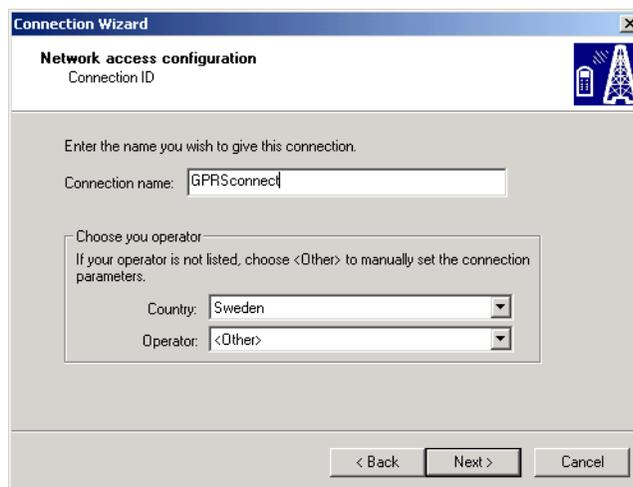 Connection Wizard
Network access configuration
Connection ID
Enter the name you wish to give this connection.
Connection name: GPRSconnect
Choose you operator
If your operator is not listed, choose <Other> to manually set the connection
parameters.
Country: Sweden
Operator: <Other>
< Back Next > Cancel